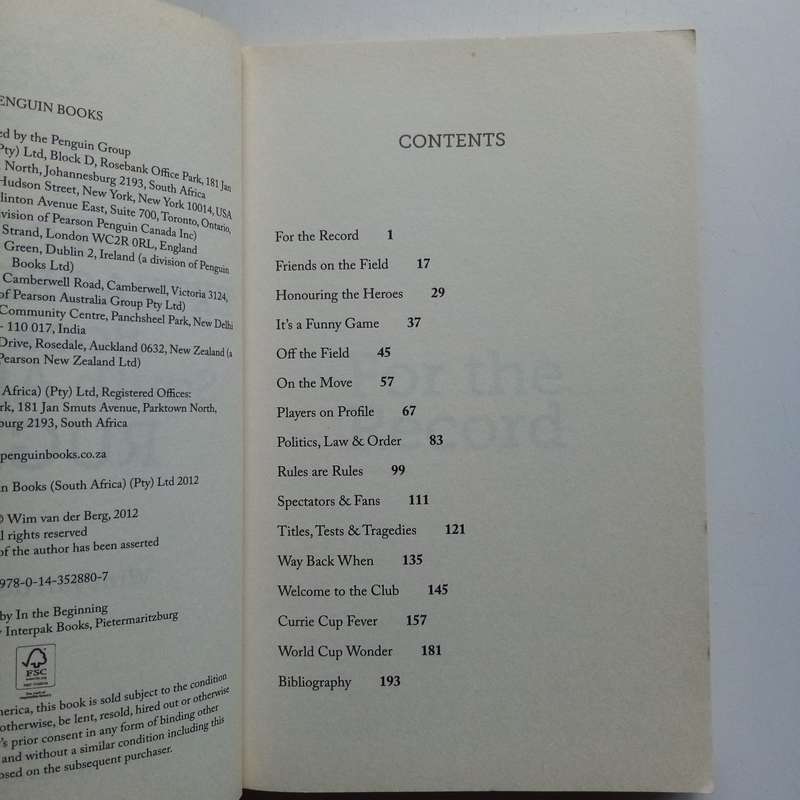 ENGUIN BOOKS
ed by the Penguin Group
Pty) Ltd, Block D, Rosebank Office Park, 181 Jan
North, Johannesburg 2193, South Africa
Hudson Street, New York, New York 10014, USA
linton Avenue East, Suite 700, Toronto, Ontario,
ivision of Pearson Penguin Canada Inc)
Strand, London WC2R 0RL, England
Green, Dublin 2, Ireland (a division of Penguin
Books Ltd)
Camberwell Road, Camberwell, Victoria 3124,
of Pearson Australia Group Pty Ltd)
Community Centre, Panchsheel Park, New Delhi
- 110 017, India
Drive, Rosedale, Auckland 0632, New Zealand (a
Pearson New Zealand Ltd)
Africa) (Pty) Ltd, Registered Offices:
rk, 181 Jan Smuts Avenue, Parktown North,
burg 2193, South Africa
penguinbooks.co.za
in Books (South Africa) (Pty) Ltd 2012
© Wim van der Berg, 2012
ll rights reserved
of the author has been asserted
978-0-14-352880-7
by In the Beginning
Interpak Books, Pietermaritzburg
FSC
merica, this book is sold subject to the condition
otherwise, be lent, resold, hired out or otherwise
's prior consent in any form of binding other
and without a similar condition including this
osed on the subsequent purchaser.
CONTENTS
For the Record 1
Friends on the Field 17
Honouring the Heroes 29
It's a Funny Game 37
Off the Field 45
On the Move 57
Players on Profile 67
Politics, Law & Order 83
Rules are Rules 99
Spectators & Fans 111
Titles, Tests & Tragedies 121
Way Back When 135
Welcome to the Club 145
Currie Cup Fever 157
World Cup Wonder 181
Bibliography 193
For the
Record